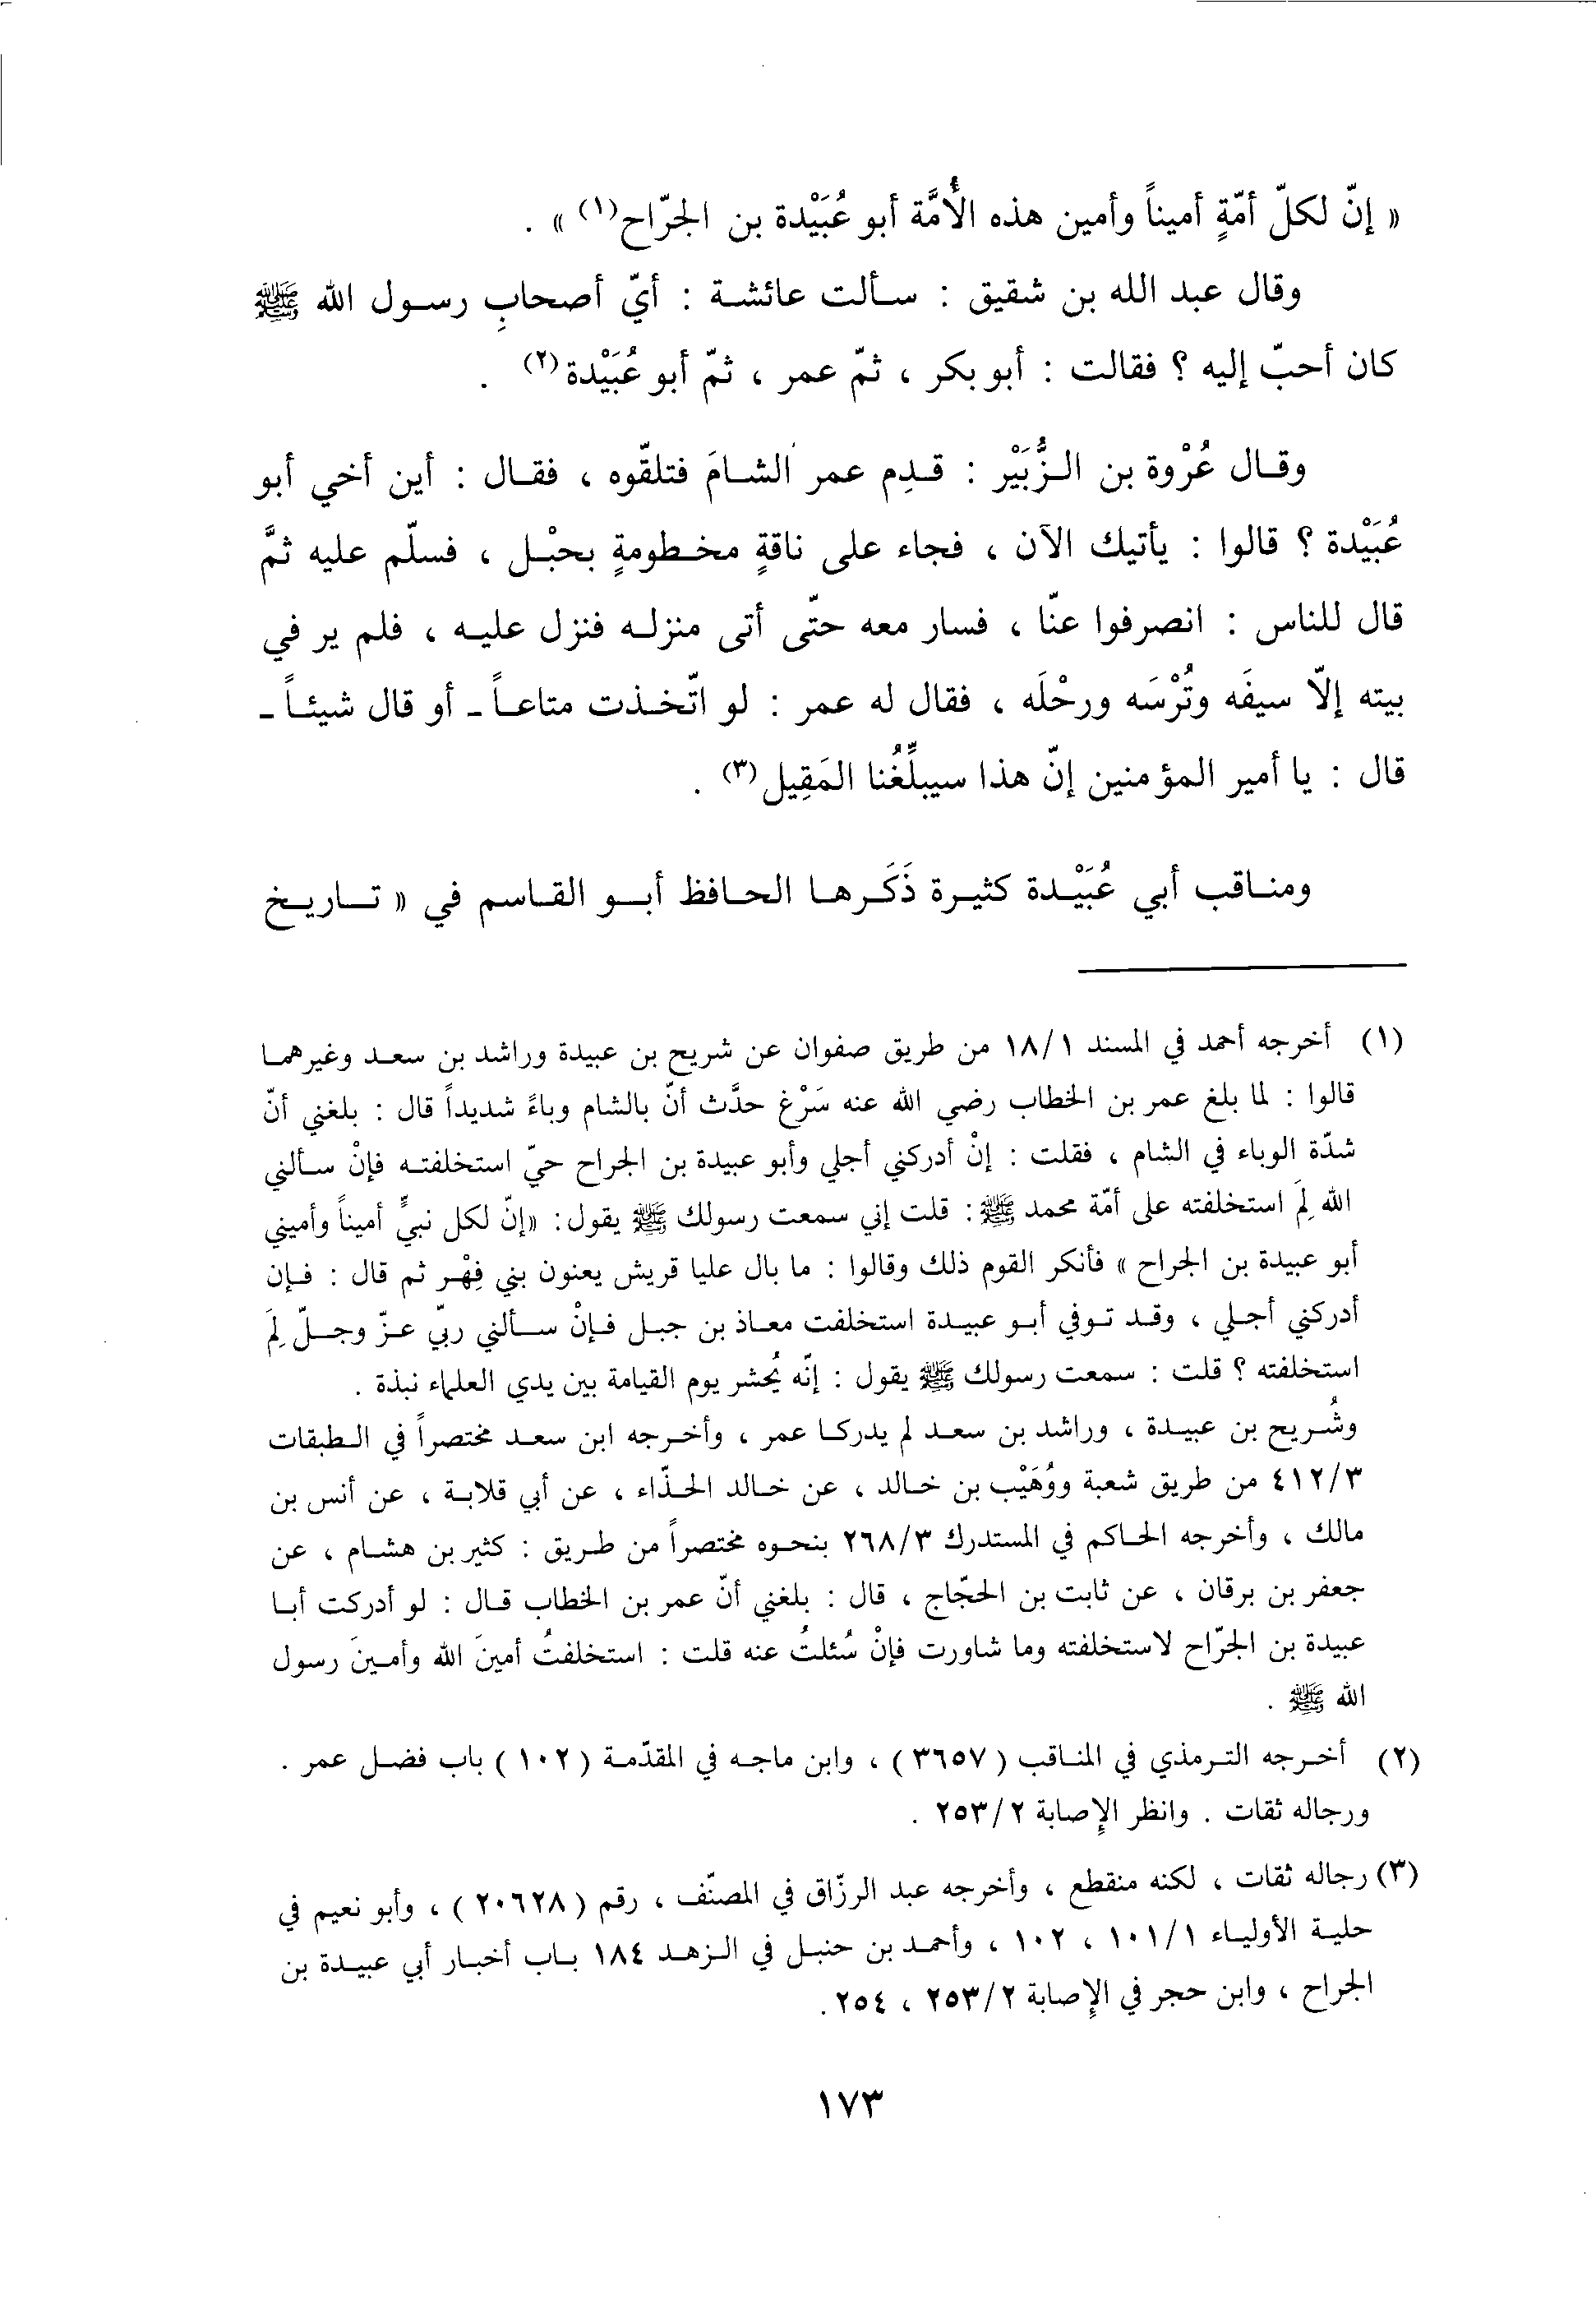 « إنّ لكلّ أمّةٍ أميناً وأمين هذه الأُمَّة أبو عُبَيْدة بن الجرّاح(١) » .
وقال عبد الله بن شقيق : سألت عائشة : أيّ أصحابِ رسول الله ﷺ
كان أحبّ إليه ؟ فقالت : أبو بكر ، ثمّ عمر ، ثمّ أبو عُبَيْدة(٢) .
وقال عُرْوة بن الزُّبَيْر : قدِم عمر الشامَ فتلقّوه ، فقال : أين أخي أبو
عُبَيْدة ؟ قالوا : يأتيك الآن ، فجاء على ناقةٍ مخطومةٍ بحبْل ، فسلّم عليه ثمَّ
قال للناس : انصرفوا عنّا ، فسار معه حتّى أتى منزله فنزل عليه ، فلم ير في
بيته إلاّ سيفَه وتُرْسَه ورحْلَه ، فقال له عمر : لو اتّخذت متاعاً ـ أو قال شيئاً ـ
قال : يا أمير المؤمنين إنّ هذا سيبلِّغُنا المَقِيل(٣) .
ومناقب أبي عُبَيْدة كثيرة ذَكَرها الحافظ أبو القاسم في « تاريخ
(١) أخرجه أحمد في المسند ١٨/١ من طريق صفوان عن شريح بن عبيدة وراشد بن سعد وغيرهما
قالوا : لما بلغ عمر بن الخطاب رضي الله عنه سَرْغ حدَّث أنّ بالشام وباءً شديداً قال : بلغني أنّ
شدّة الوباء في الشام ، فقلت : إنْ أدركني أجلي وأبو عبيدة بن الجراح حيّ استخلفته فإنْ سألني
الله لِمَ استخلفته على أمّة محمد ﷺ : قلت إني سمعت رسولك ﷺ يقول : «إنّ لكل نبيٍّ أميناً وأميني
أبو عبيدة بن الجراح » فأنكر القوم ذلك وقالوا : ما بال عليا قريش يعنون بني فِهْر ثم قال : فإن
أدركني أجلي ، وقد توفي أبو عبيدة استخلفت معاذ بن جبل فإنْ سألني ربّي عزّ وجلّ لِمَ
استخلفته ؟ قلت : سمعت رسولك ﷺ يقول : إنّه يُحشر يوم القيامة بين يدي العلماء نبذة .
وشُريح بن عبيدة ، وراشد بن سعد لم يدركا عمر ، وأخرجه ابن سعد مختصراً في الطبقات
٤١٢/٣ من طريق شعبة ووُهَيْب بن خالد ، عن خالد الحذّاء ، عن أبي قلابة ، عن أنس بن
مالك ، وأخرجه الحاكم في المستدرك ٢٦٨/٣ بنحوه مختصراً من طريق : كثير بن هشام ، عن
جعفر بن برقان ، عن ثابت بن الحجّاج ، قال : بلغني أنّ عمر بن الخطاب قال : لو أدركت أبا
عبيدة بن الجرّاح لاستخلفته وما شاورت فإنْ سُئلتُ عنه قلت : استخلفتُ أمينَ الله وأمينَ رسول
الله ﷺ .
(٢) أخرجه الترمذي في المناقب ( ٣٦٥٧ ) ، وابن ماجه في المقدّمة ( ١٠٢ ) باب فضل عمر .
ورجاله ثقات . وانظر الإصابة ٢٥٣/٢ .
(٣) رجاله ثقات ، لكنه منقطع ، وأخرجه عبد الرزّاق في المصنّف ، رقم ( ٢٠٦٢٨ ) ، وأبو نعيم في
حلية الأولياء ١٠١/١ ، ١٠٢ ، وأحمد بن حنبل في الزهد ١٨٤ باب أخبار أبي عبيدة بن
الجراح ، وابن حجر في الإصابة ٢٥٣/٢ ، ٢٥٤ .
١٧٣